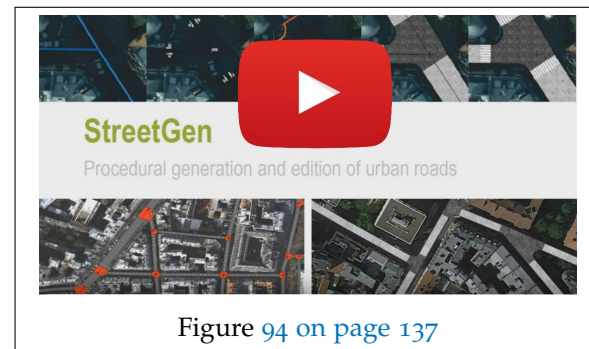 StreetGen
Procedural generation and edition of urban roads
Figure 94 on page 137